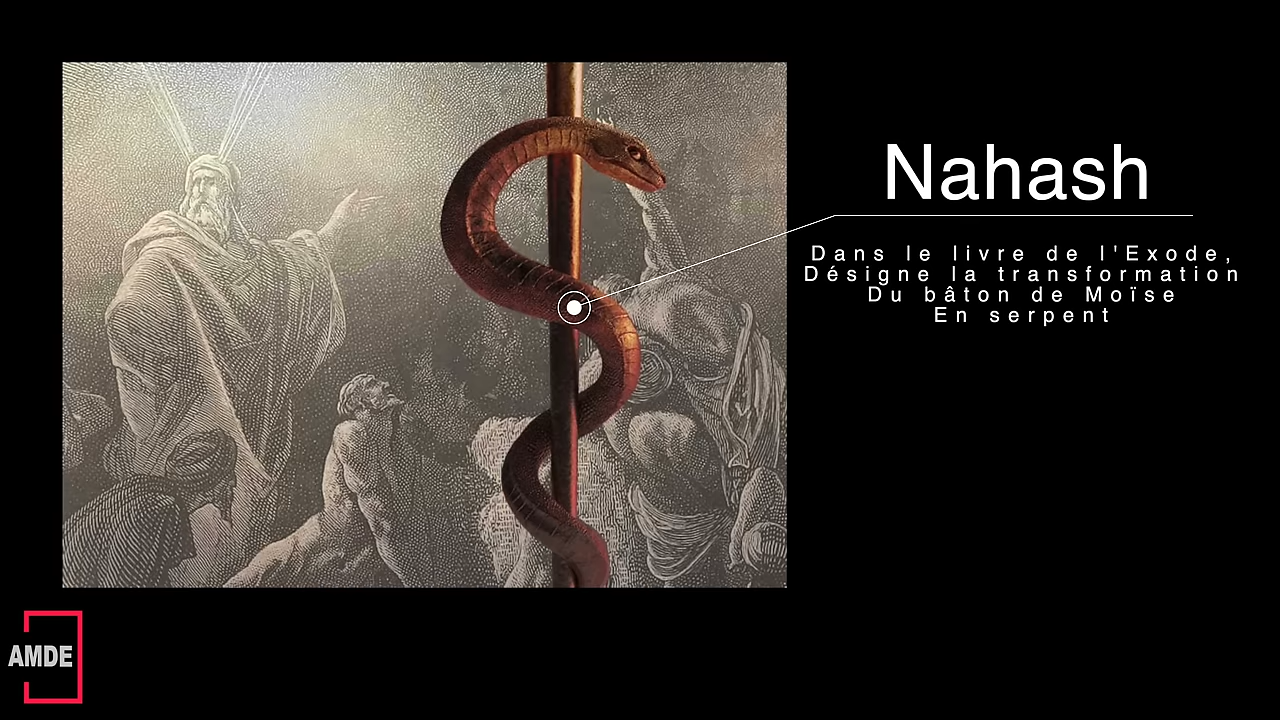 Nahash
Dans le livre de l'Exode,
Désigne la transformation
Du bâton de Moïse
En serpent
AMDE